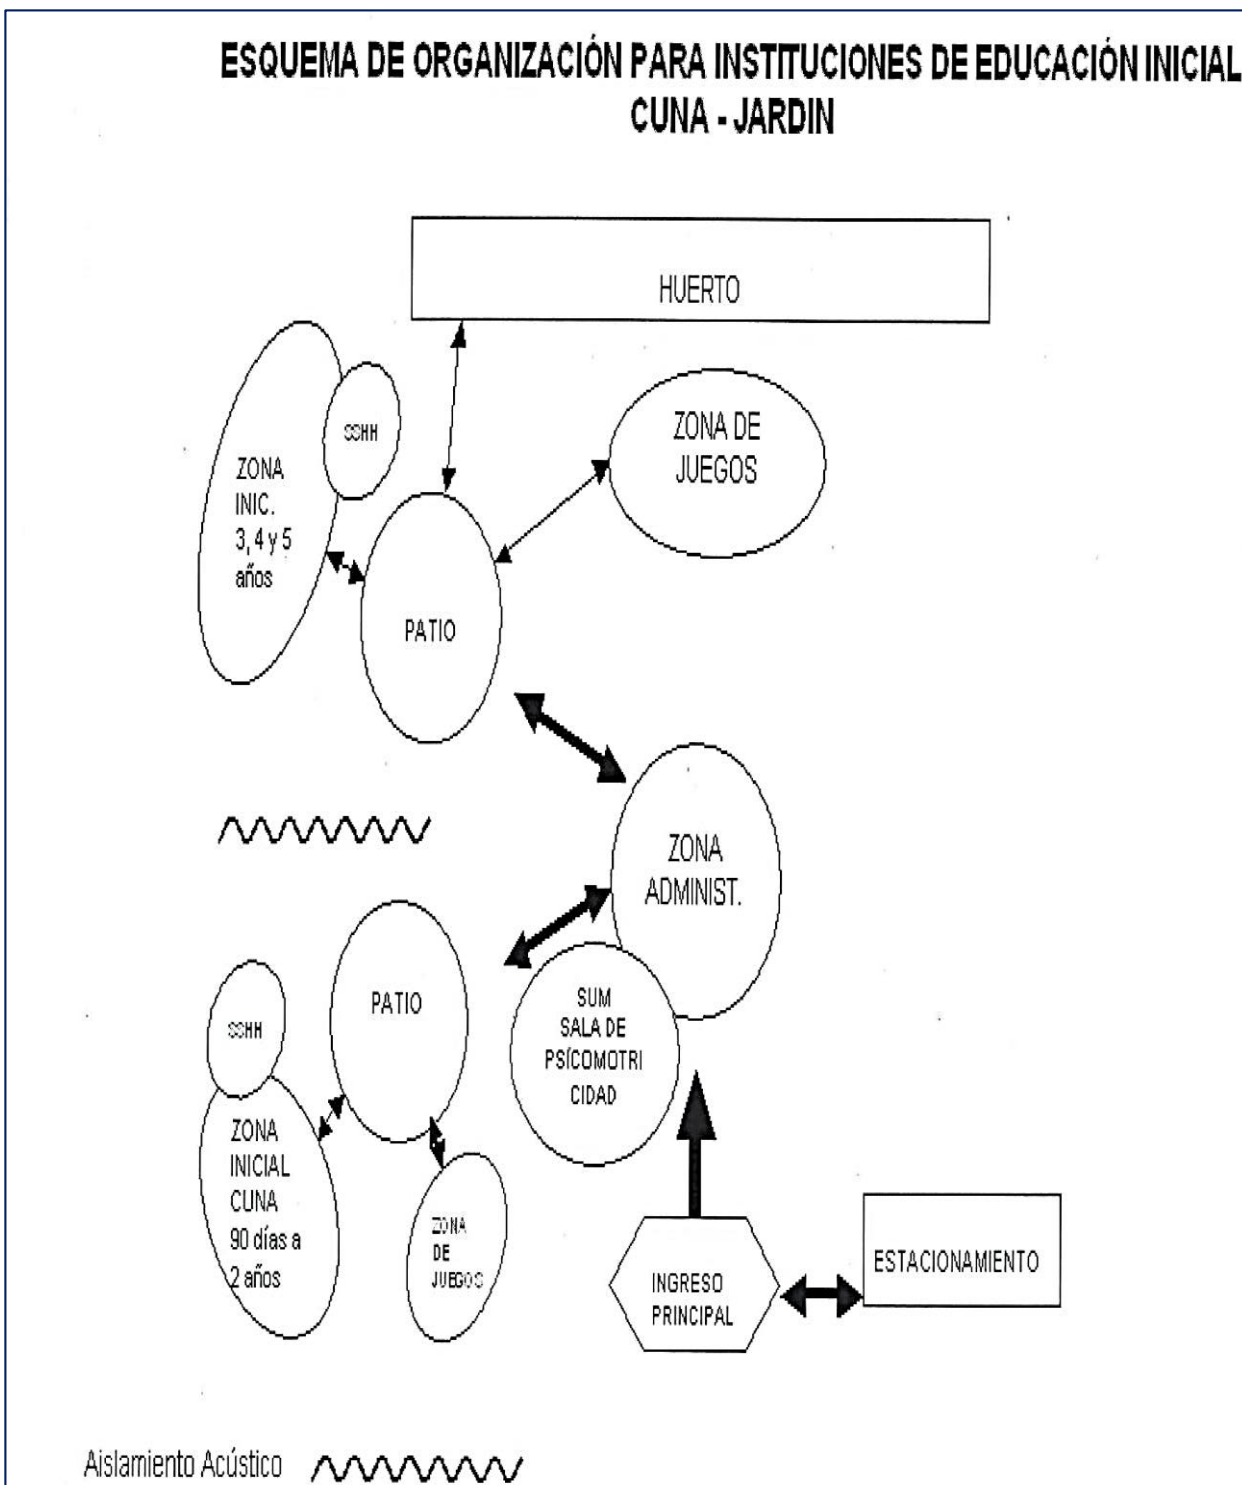 ESQUEMA DE ORGANIZACIÓN PARA INSTITUCIONES DE EDUCACIÓN INICIAL
CUNA - JARDIN
HUERTO
SSHH
ZONA
INIC.
3, 4 y 5
años
ZONA DE
JUEGOS
PATIO
ZONA
ADMINIST.
PATIO
SSHH
SUM
SALA DE
PSÍCOMOTRI
CIDAD
ZONA
INICIAL
CUNA
90 días a
2 años
ZONA
DE
JUEGOS
INGRESO
PRINCIPAL
ESTACIONAMIENTO
Aislamiento Acústico